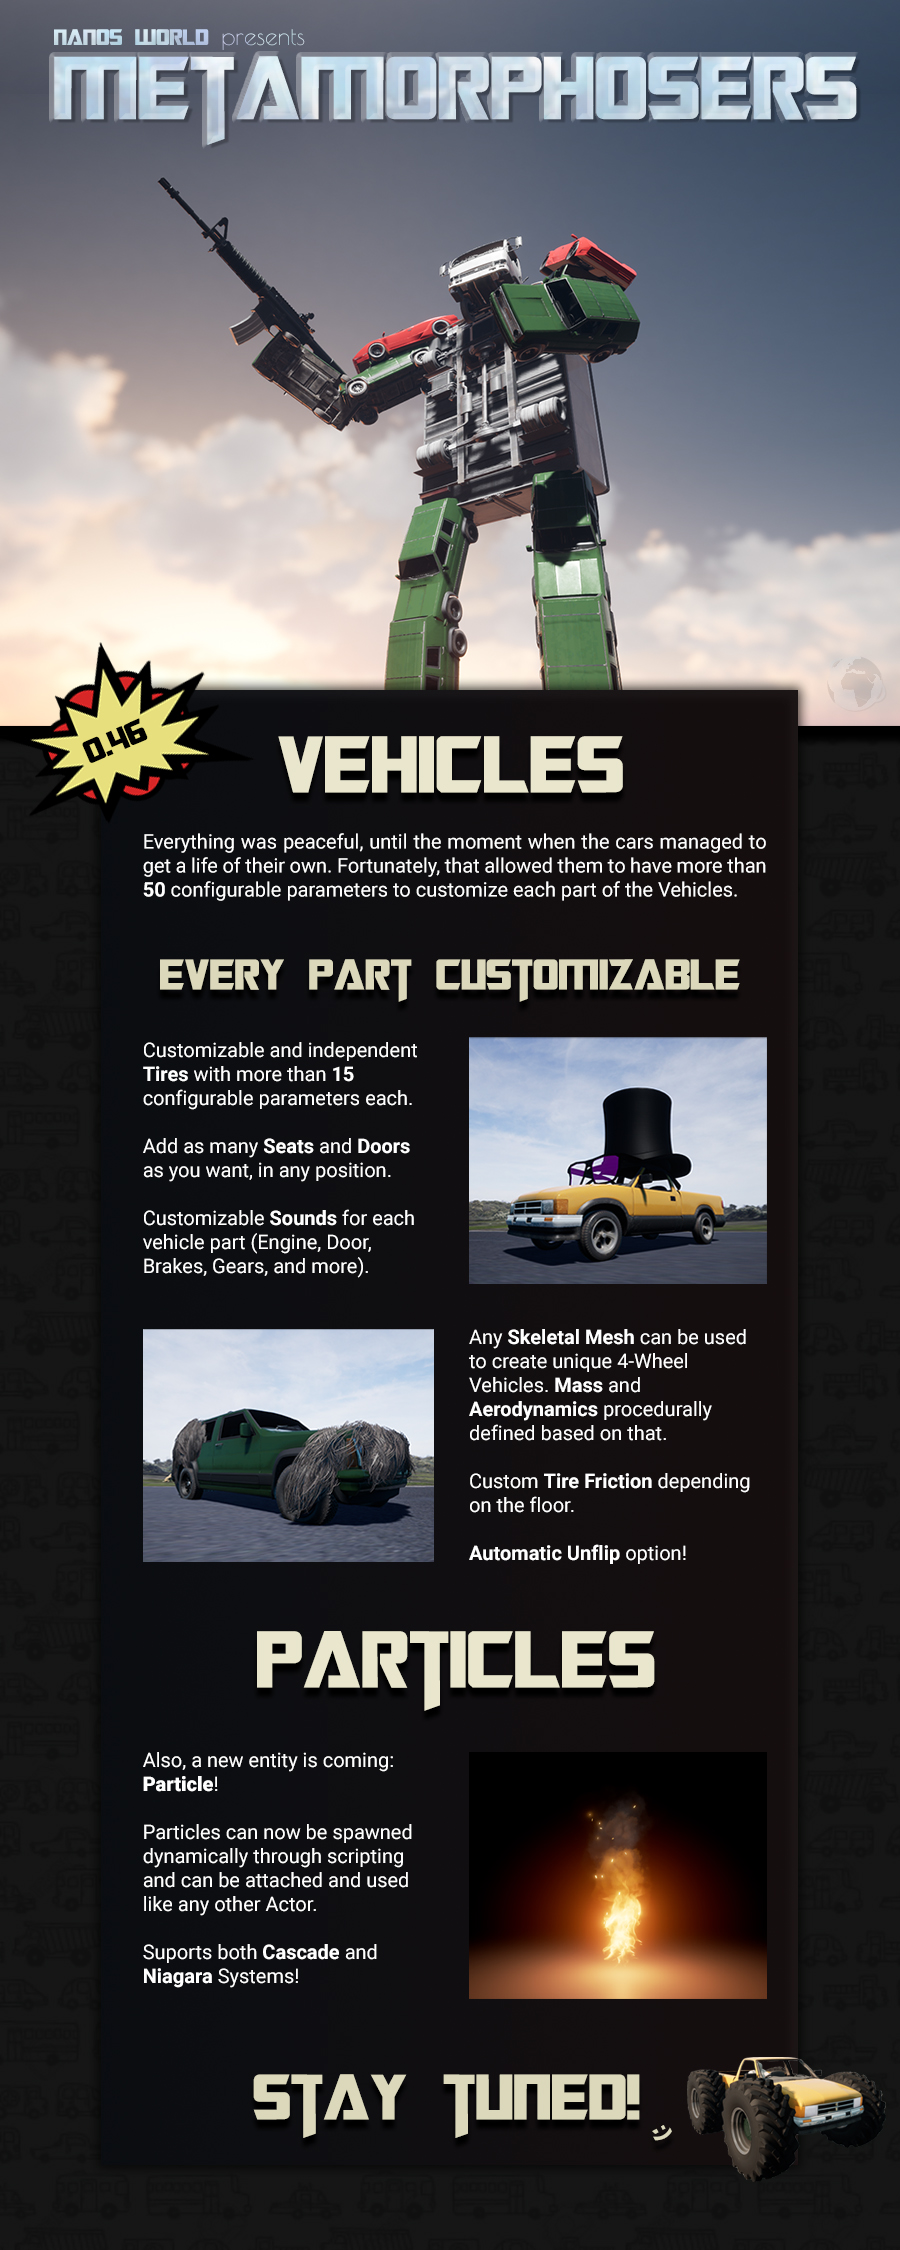 NANOS WORLD presents
METAMORPHOSERS
0.46
VEHICLES
Everything was peaceful, until the moment when the cars managed to
get a life of their own. Fortunately, that allowed them to have more than
50 configurable parameters to customize each part of the Vehicles.
EVERY PART CUSTOMIZABLE
Customizable and independent
Tires with more than 15
configurable parameters each.
Add as many Seats and Doors
as you want, in any position.
Customizable Sounds for each
vehicle part (Engine, Door,
Brakes, Gears, and more).
Any Skeletal Mesh can be used
to create unique 4-Wheel
Vehicles. Mass and
Aerodynamics procedurally
defined based on that.
Custom Tire Friction depending
on the floor.
Automatic Unflip option!
PARTICLES
Also, a new entity is coming:
Particle!
Particles can now be spawned
dynamically through scripting
and can be attached and used
like any other Actor.
Suports both Cascade and
Niagara Systems!
STAY TUNED!
:)